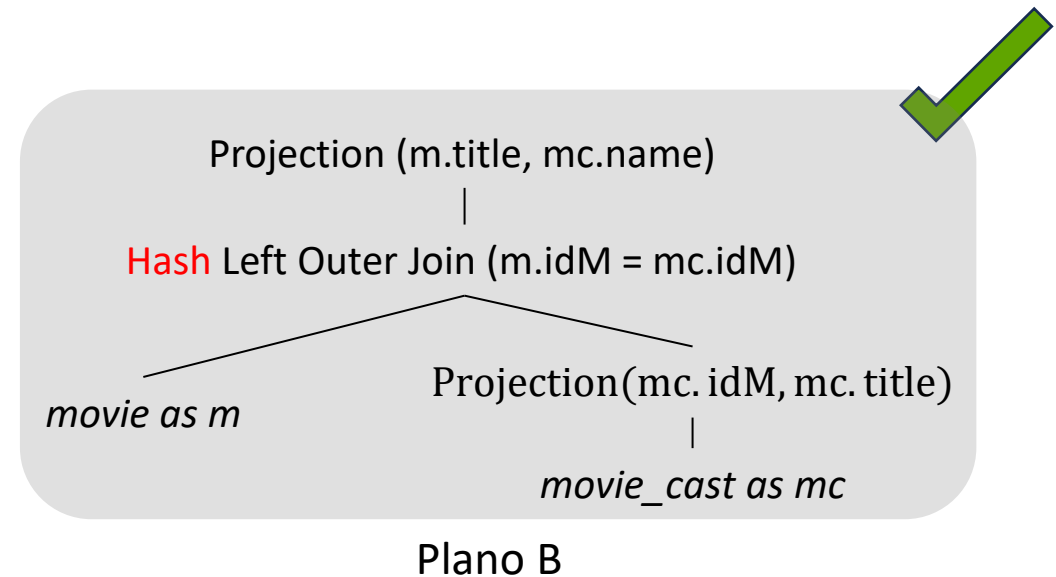 Projection (m.title, mc.name)
Hash Left Outer Join (m.idM = mc.idM)
Projection(mc. idM, mc. title)
movie as m
movie_cast as mc
Plano B